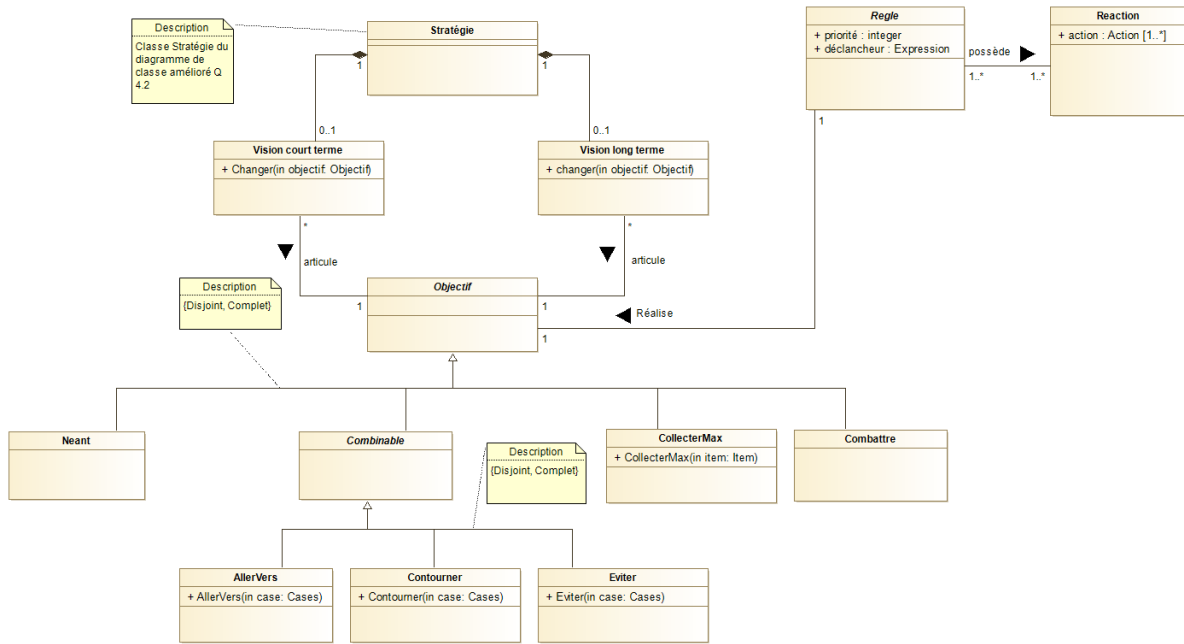 Description
Classe Stratégie du
diagramme de
classe amélioré Q
4.2
Stratégie
1
1
0..1
0..1
Regle
+ priorité : integer
+ déclancheur : Expression
possède
1..*
1..*
Reaction
+ action : Action [1..*]
1
Vision court terme
+ Changer(in objectif: Objectif)
Vision long terme
+ changer(in objectif: Objectif)
*
*
articule
articule
Description
{Disjoint, Complet}
Objectif
1
1
1
Réalise
Neant
Combinable
Description
{Disjoint, Complet}
CollecterMax
+ CollecterMax(in item: Item)
Combattre
AllerVers
+ AllerVers(in case: Cases)
Contourner
+ Contourner(in case: Cases)
Eviter
+ Eviter(in case: Cases)